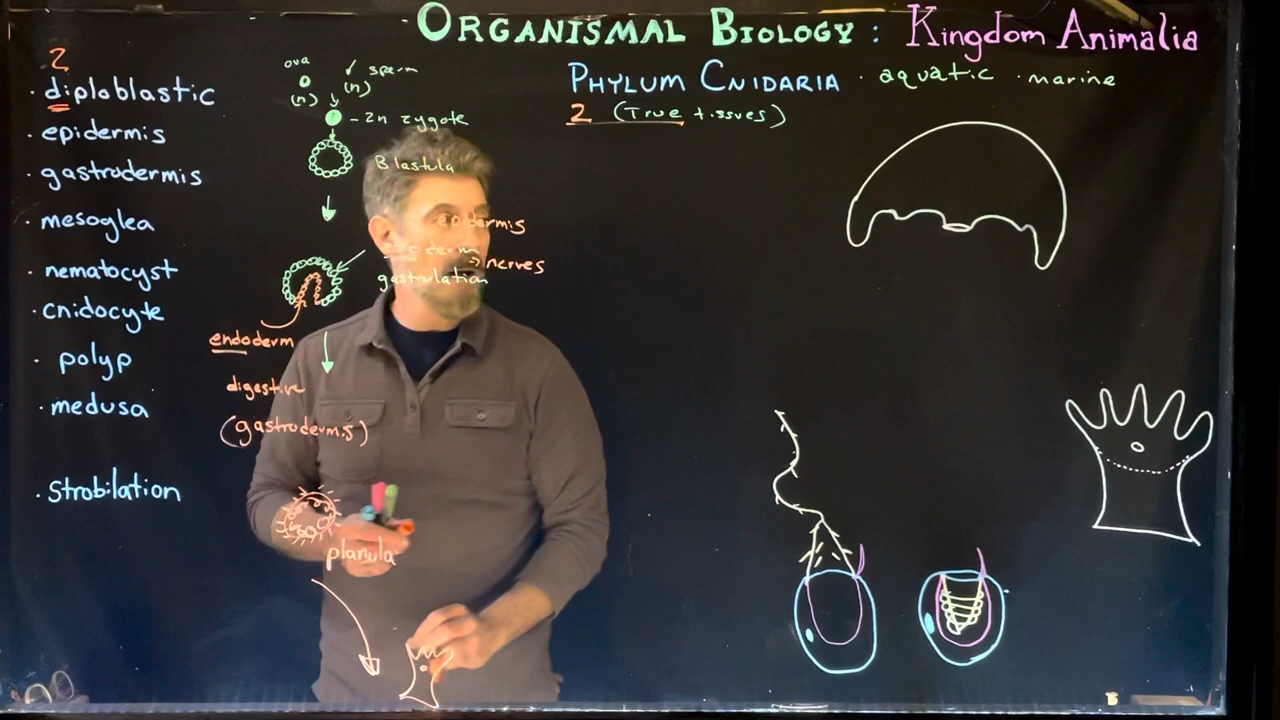 ORGANISMAL BIOLOGY: Kingdom Animalia
PHYLUM CNIDARIA · aquatic · marine
2 (True tissues)
2
· diploblastic
· epidermis
· gastrodermis
· mesoglea
· nematocyst
· cnidocyte
· polyp
· medusa
· strobilation
ova
(n)
sperm
(n)
- 2n zygote
Blastula
nerves
gastrulation
endoderm
digestive
(gastrodermis)
planula